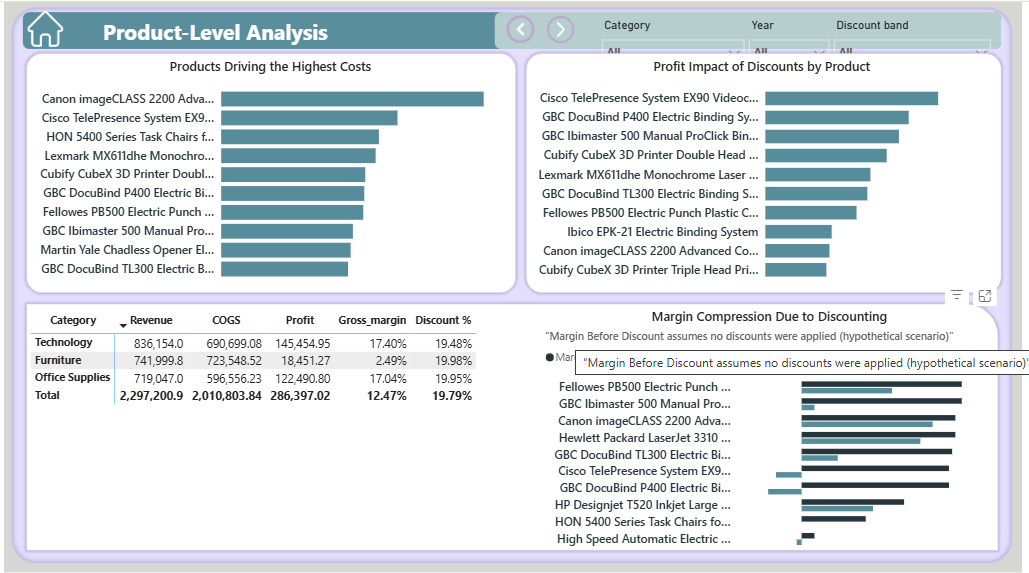 Product-Level Analysis
Category Year Discount band
All All All
Products Driving the Highest Costs
Canon imageCLASS 2200 Adva...
Cisco TelePresence System EX9...
HON 5400 Series Task Chairs f...
Lexmark MX611dhe Monochro...
Cubify CubeX 3D Printer Doubl...
GBC DocuBind P400 Electric Bi...
Fellowes PB500 Electric Punch ...
GBC Ibimaster 500 Manual Pro...
Martin Yale Chadless Opener El...
GBC DocuBind TL300 Electric B...
Profit Impact of Discounts by Product
Cisco TelePresence System EX90 Videoc...
GBC DocuBind P400 Electric Binding Sy...
GBC Ibimaster 500 Manual ProClick Bin...
Cubify CubeX 3D Printer Double Head ...
Lexmark MX611dhe Monochrome Laser ...
GBC DocuBind TL300 Electric Binding S...
Fellowes PB500 Electric Punch Plastic C...
Ibico EPK-21 Electric Binding System
Canon imageCLASS 2200 Advanced Co...
Cubify CubeX 3D Printer Triple Head Pri...
Category Revenue COGS Profit Gross_margin Discount %
Technology 836,154.0 690,699.08 145,454.95 17.40% 19.48%
Furniture 741,999.8 723,548.52 18,451.27 2.49% 19.98%
Office Supplies 719,047.0 596,556.23 122,490.80 17.04% 19.95%
Total 2,297,200.9 2,010,803.84 286,397.02 12.47% 19.79%
Margin Compression Due to Discounting
"Margin Before Discount assumes no discounts were applied (hypothetical scenario)"
Mar
"Margin Before Discount assumes no discounts were applied (hypothetical scenario)"
Fellowes PB500 Electric Punch ...
GBC Ibimaster 500 Manual Pro...
Canon imageCLASS 2200 Adva...
Hewlett Packard LaserJet 3310 ...
GBC DocuBind TL300 Electric Bi...
Cisco TelePresence System EX9...
GBC DocuBind P400 Electric Bi...
HP Designjet T520 Inkjet Large ...
HON 5400 Series Task Chairs fo...
High Speed Automatic Electric ...